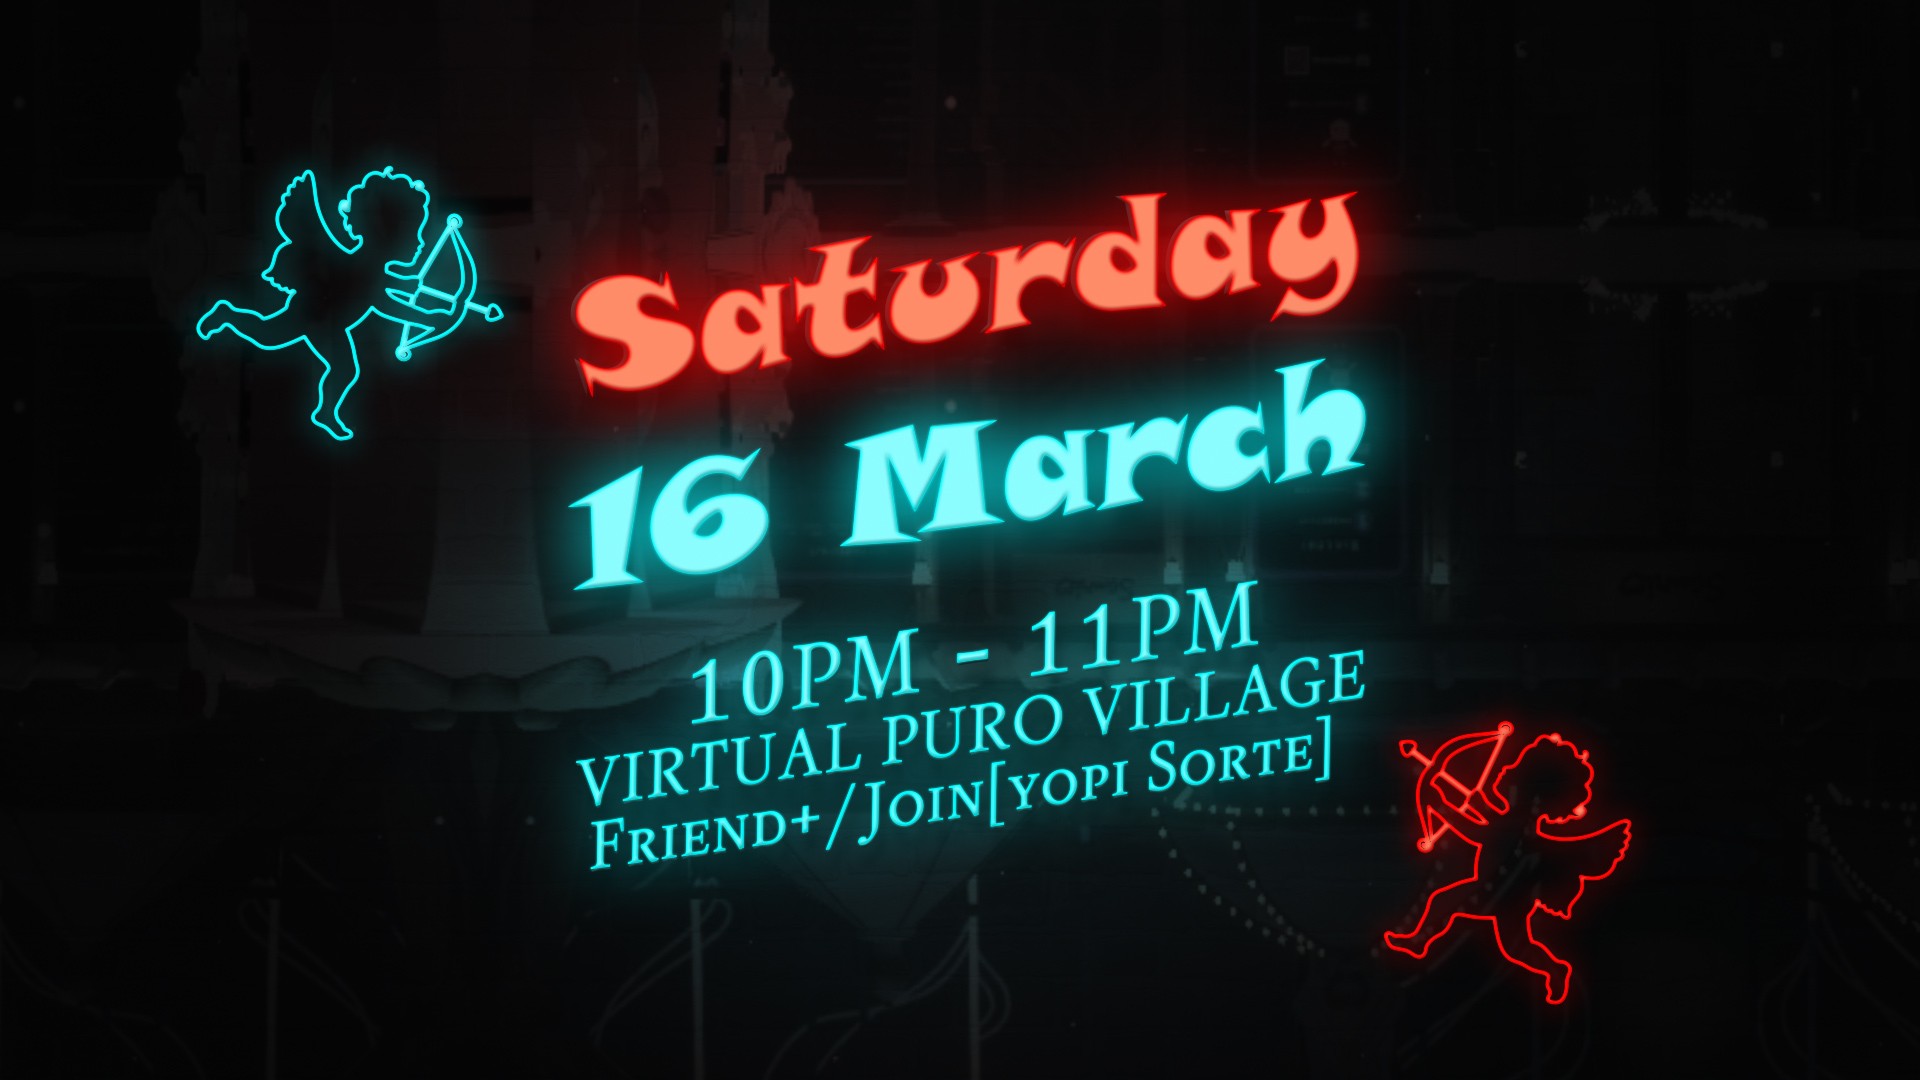 Saturday
16 March
10PM - 11PM
VIRTUAL PURO VILLAGE
Friend+/Join[yopi Sorte]